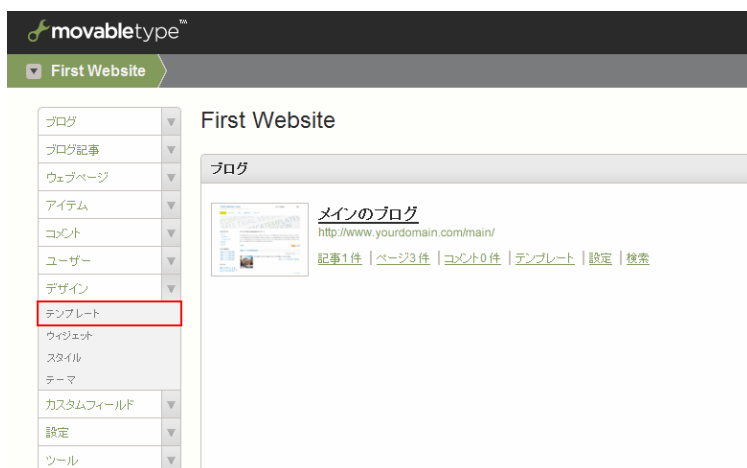 movabletype™
First Website
ブログ
ブログ記事
ウェブページ
アイテム
コメント
ユーザー
デザイン
テンプレート
ウィジェット
スタイル
テーマ
カスタムフィールド
設定
ツール
First Website
ブログ
メインのブログ
http://www.yourdomain.com/main/
記事1件 | ページ3件 | コメント0件 | テンプレート | 設定 | 検索